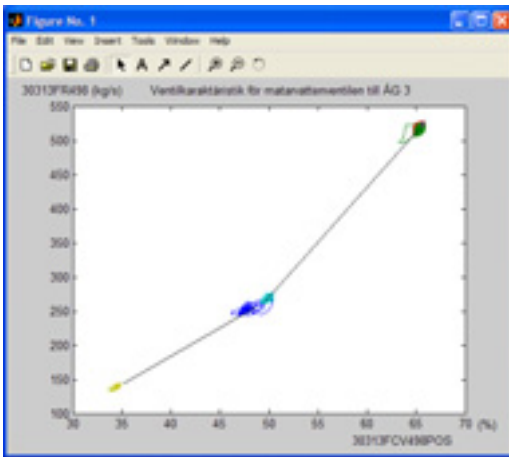 Figure No. 1
File Edit View Insert Tools Window Help
A
30313FR498 (kg/s) Ventilkaraktäristik för matarvattenventilen till ÅG 3
550
500
450
400
350
300
250
200
150
100
30 35 40 45 50 55 60 65 70 (%)
30313FCV498POS